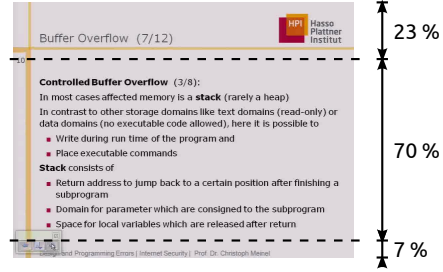 HPI Hasso
Plattner
Institut
Buffer Overflow (7/12)
10
Controlled Buffer Overflow (3/8):
In most cases affected memory is a stack (rarely a heap)
In contrast to other storage domains like text domains (read-only) or
data domains (no executable code allowed), here it is possible to
Write during run time of the program and
Place executable commands
Stack consists of
Return address to jump back to a certain position after finishing a
subprogram
Domain for parameter which are consigned to the subprogram
Space for local variables which are released after return
Design and Programming Errors | Internet Security | Prof. Dr. Christoph Meinel
23 %
70 %
7 %